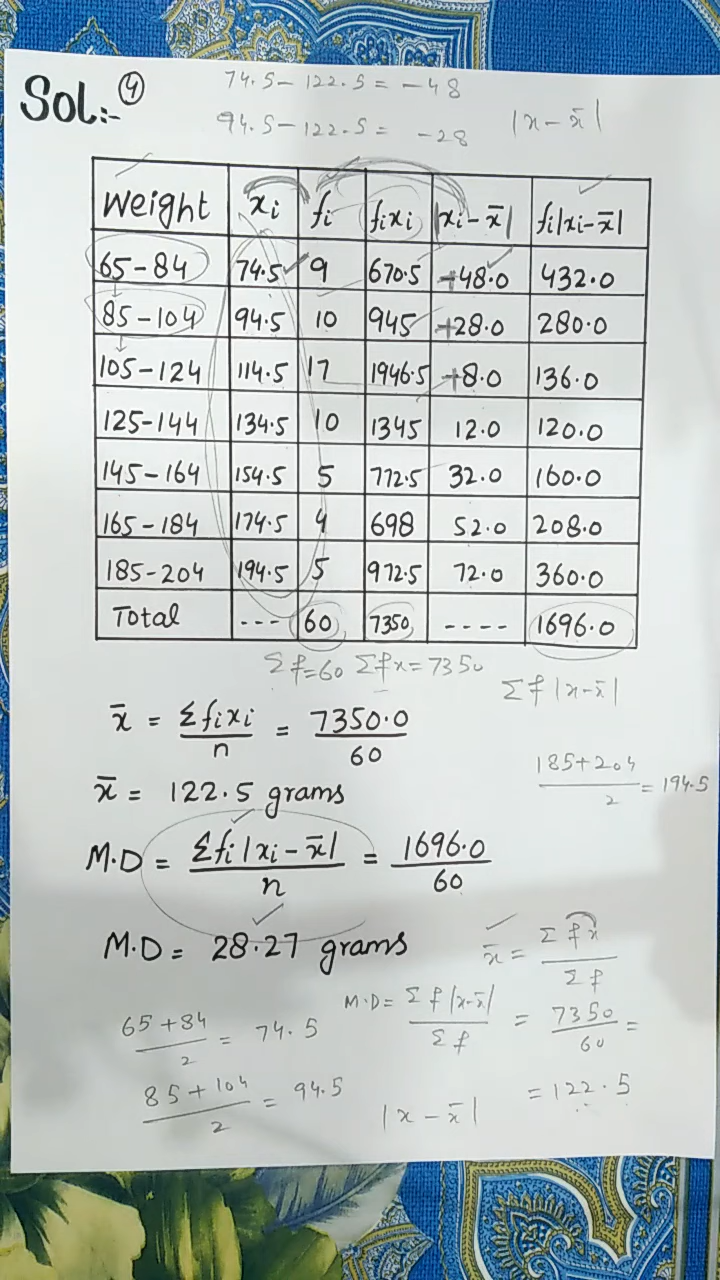 Sol:- ④
74.5 - 122.5 = -48
94.5 - 122.5 = -28
|x - x̄|
Weight xi fi fixi |xi - x̄| fi|xi - x̄|
65 - 84 74.5 9 670.5 +48.0 432.0
85 - 104 94.5 10 945 +28.0 280.0
105 - 124 114.5 17 1946.5 +8.0 136.0
125 - 144 134.5 10 1345 12.0 120.0
145 - 164 154.5 5 772.5 32.0 160.0
165 - 184 174.5 4 698 52.0 208.0
185 - 204 194.5 5 972.5 72.0 360.0
Total --- 60 7350 ---- 1696.0
Σf=60 Σfx = 7350
Σf|x - x̄|
x̄ = Σfixi / n = 7350.0 / 60
185+204 / 2 = 194.5
x̄ = 122.5 grams
M.D = Σfi|xi - x̄| / n = 1696.0 / 60
M.D = 28.27 grams
x̄ = Σfx / Σf
65+84 / 2 = 74.5
M.D = Σf|x - x̄| / Σf
= 7350 / 60 =
85+104 / 2 = 94.5
|x - x̄|
= 122.5